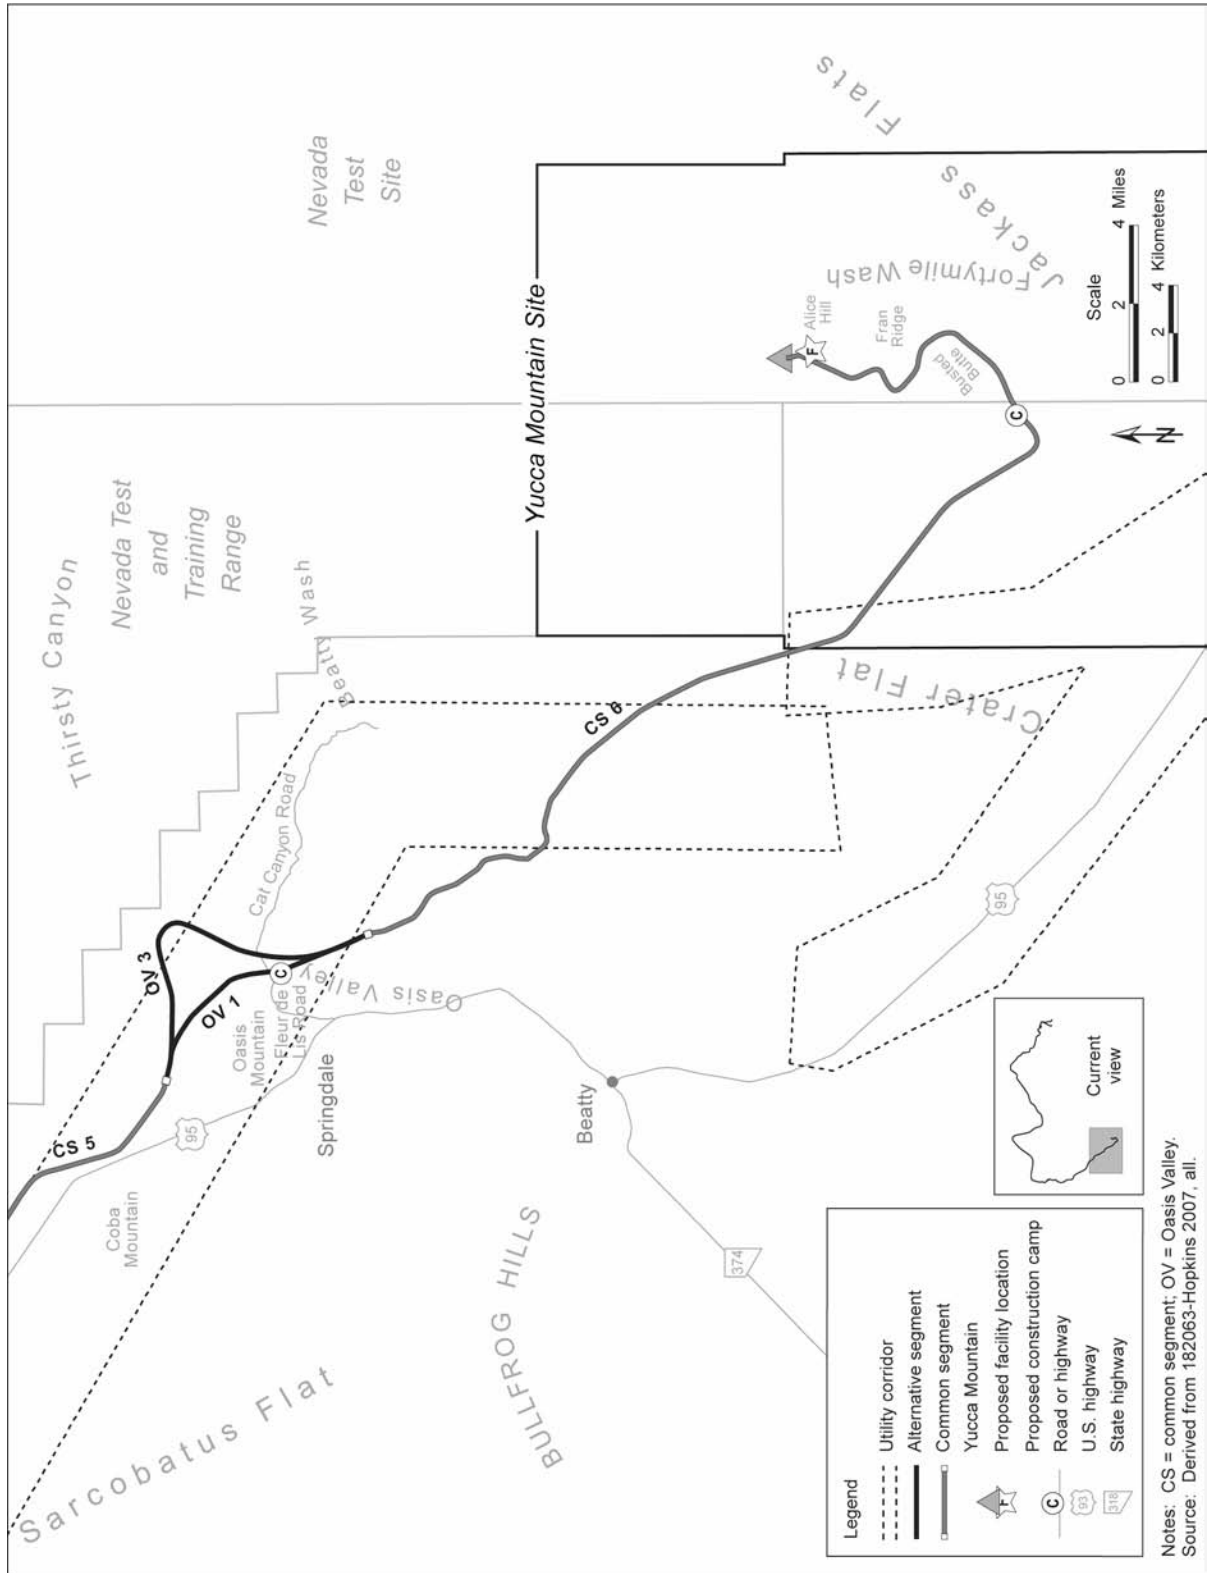 Thirsty Canyon
Nevada Test
and
Training
Range
Nevada
Test
Site
CS 5
OV 3
OV 1
95
Coba
Mountain
Oasis
Mountain
Fleur de
Lis Road
C
Cat Canyon Road
Beatty Wash
Springdale
Oasis Valley
Sarcobatus Flat
BULLFROG HILLS
Beatty
374
95
CS 6
Crater Flat
Yucca Mountain Site
Alice
Hill
F
Fran
Ridge
Busted
Butte
C
Fortymile Wash
Jackass Flats
N
Scale
0 2 4 Miles
0 2 4 Kilometers
Current
view
Legend
Utility corridor
Alternative segment
Common segment
Yucca Mountain
F
Proposed facility location
C
Proposed construction camp
Road or highway
93
U.S. highway
318
State highway
Notes: CS = common segment; OV = Oasis Valley.
Source: Derived from 182063-Hopkins 2007, all.